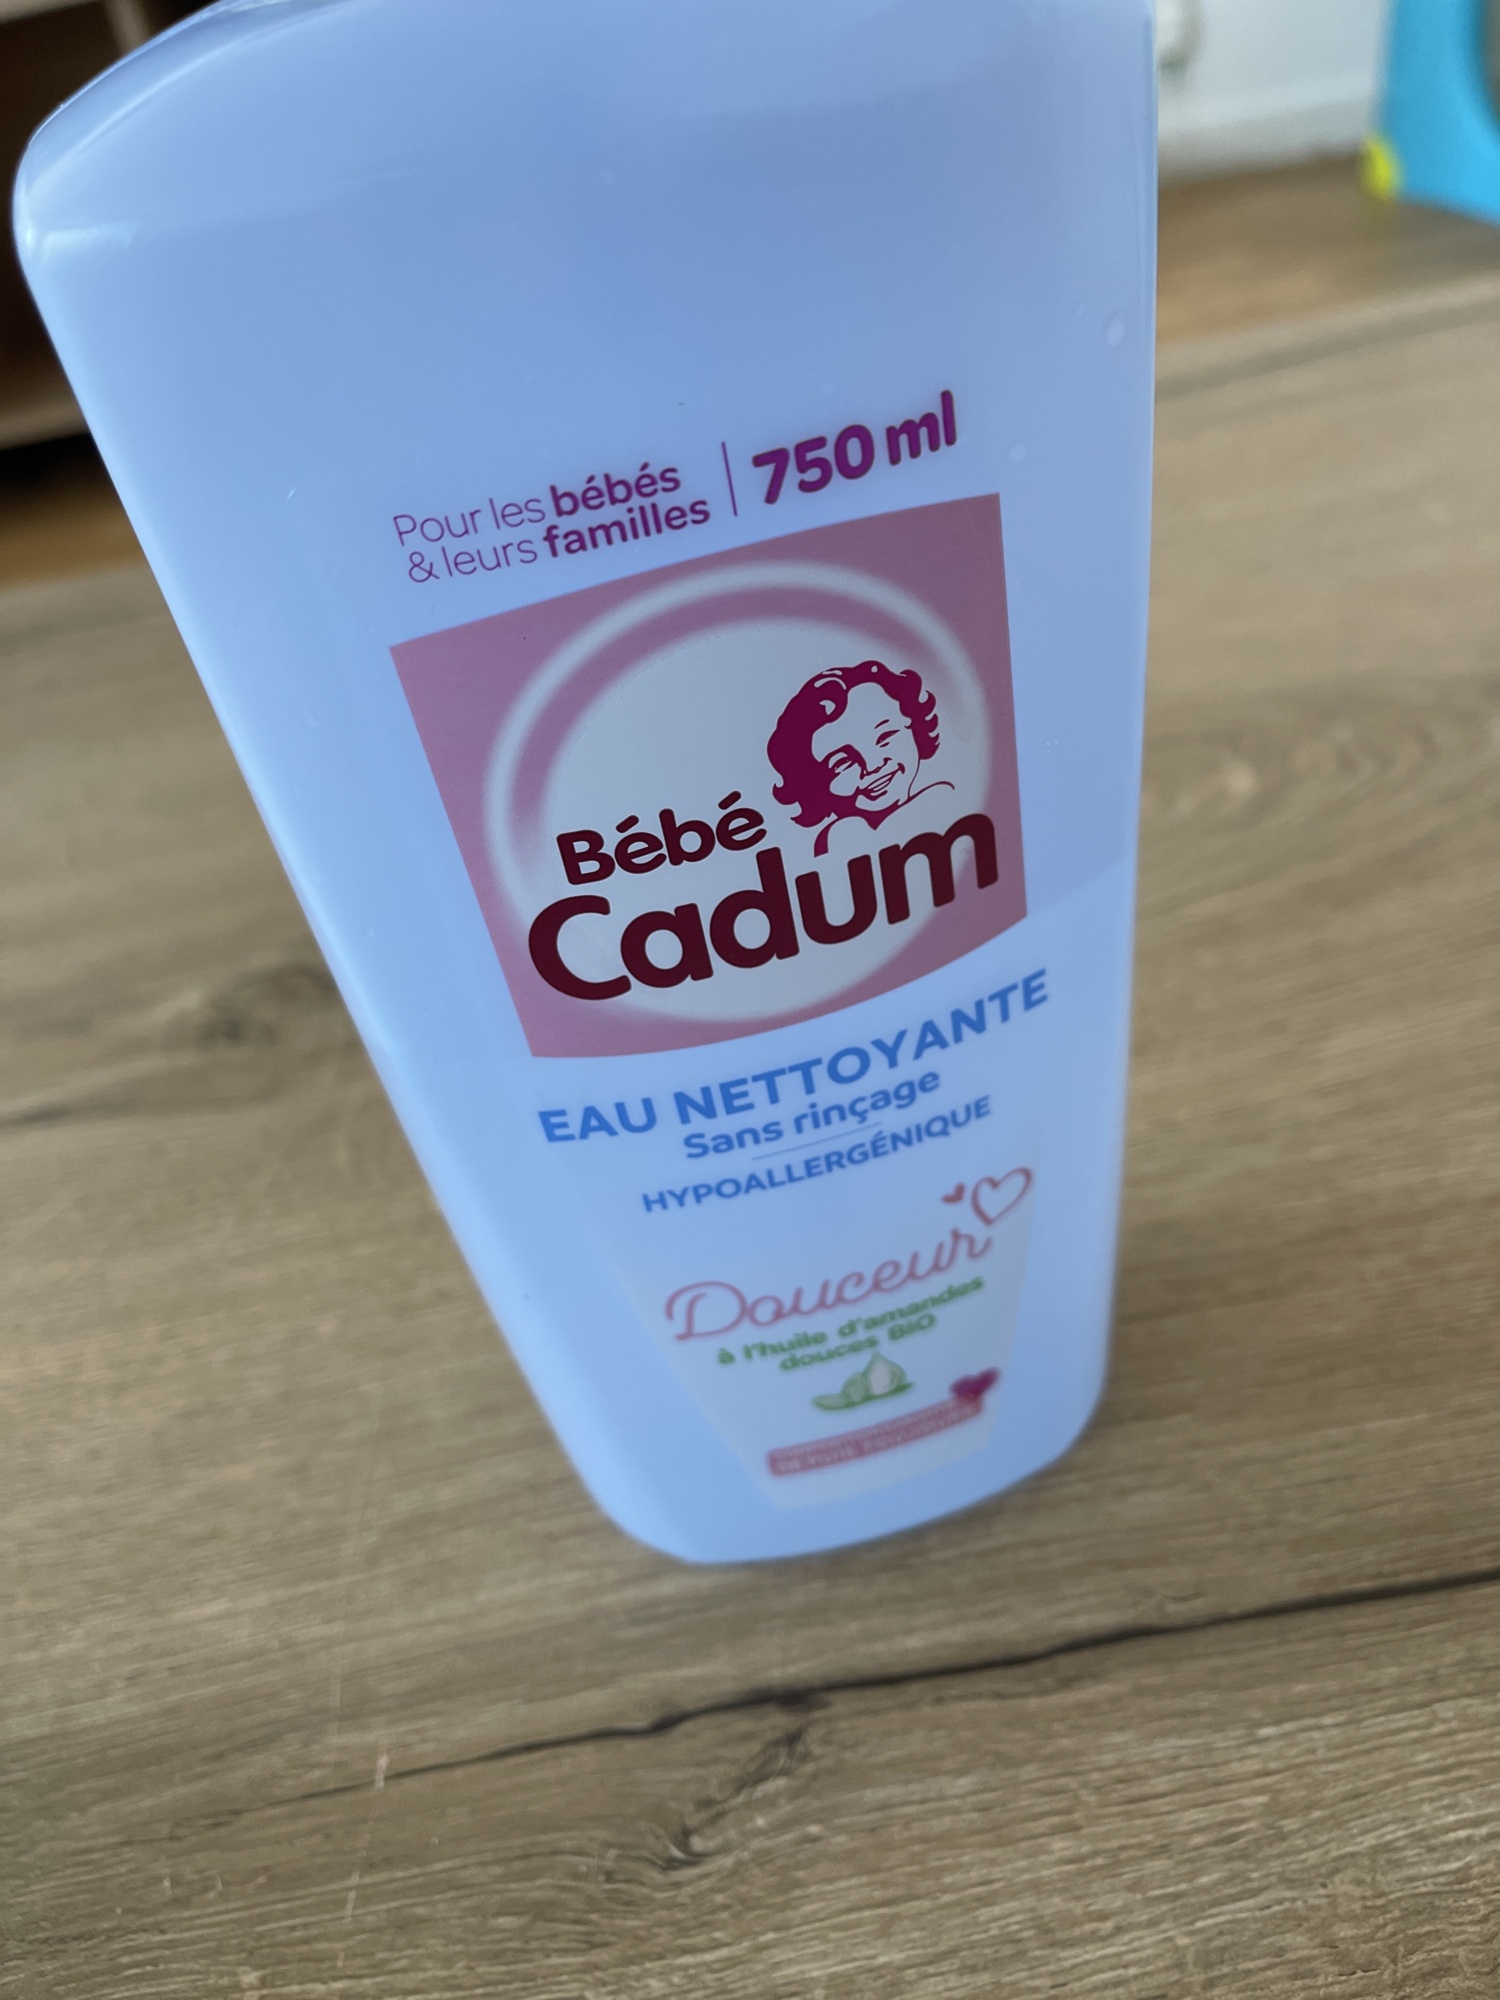 Pour les bébés
& leurs familles
750 ml
Bébé
Cadum
EAU NETTOYANTE
Sans rinçage
HYPOALLERGÉNIQUE
Douceur
à l'huile d'amandes
douces BIO